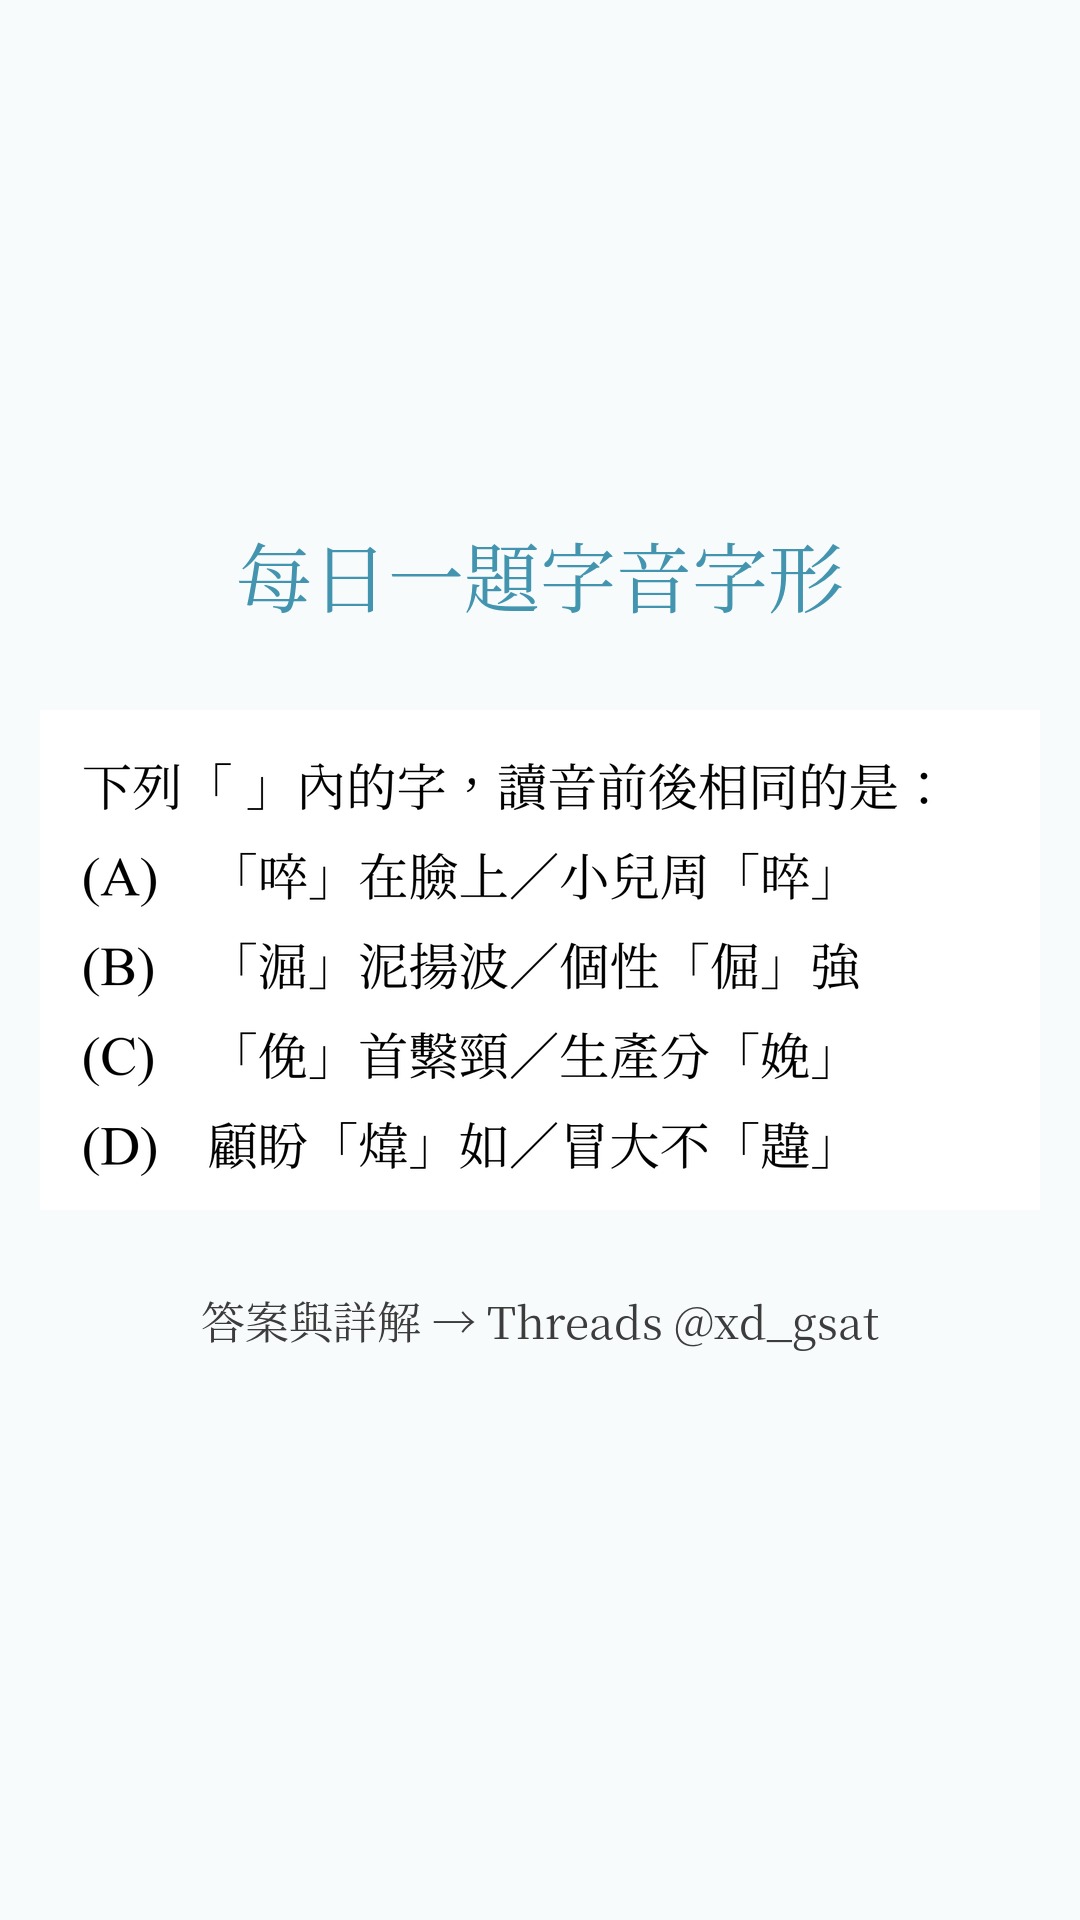 每日一題字音字形
下列「 」內的字，讀音前後相同的是：
(A) 「啐」在臉上／小兒周「晬」
(B) 「淈」泥揚波／個性「倔」強
(C) 「俛」首繫頸／生產分「娩」
(D) 顧盼「煒」如／冒大不「韙」
答案與詳解 → Threads @xd_gsat